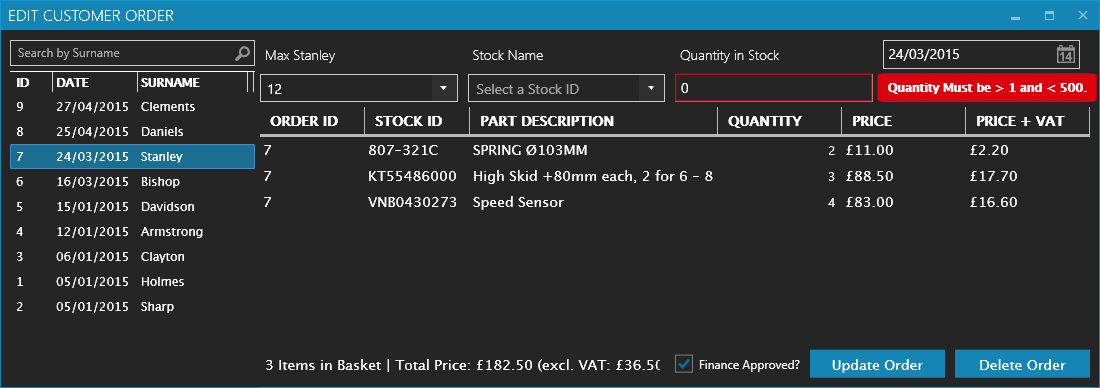 EDIT CUSTOMER ORDER
Search by Surname
Max Stanley Stock Name Quantity in Stock 24/03/2015 14
12 Select a Stock ID 0 Quantity Must be > 1 and < 500.
ID DATE SURNAME
9 27/04/2015 Clements
8 25/04/2015 Daniels
7 24/03/2015 Stanley
6 16/03/2015 Bishop
5 15/01/2015 Davidson
4 12/01/2015 Armstrong
3 06/01/2015 Clayton
1 05/01/2015 Holmes
2 05/01/2015 Sharp
ORDER ID STOCK ID PART DESCRIPTION QUANTITY PRICE PRICE + VAT
7 807-321C SPRING Ø103MM 2 £11.00 £2.20
7 KT55486000 High Skid +80mm each, 2 for 6 - 8 3 £88.50 £17.70
7 VNB0430273 Speed Sensor 4 £83.00 £16.60
3 Items in Basket | Total Price: £182.50 (excl. VAT: £36.50 Finance Approved? Update Order Delete Order